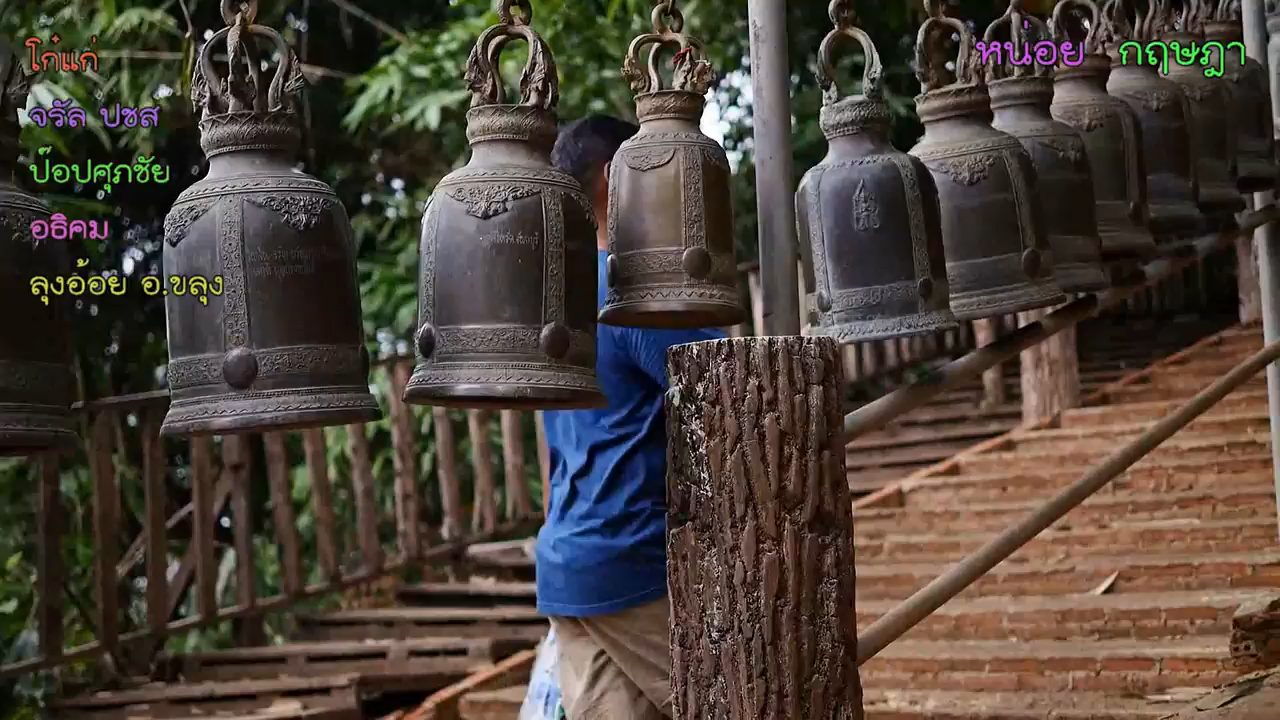 โก๋แก่
จรัล ปชส
ป๊อปศุภชัย
อธิคม
ลุงอ้อย อ.ขลุง
หน่อย กฤษฎา